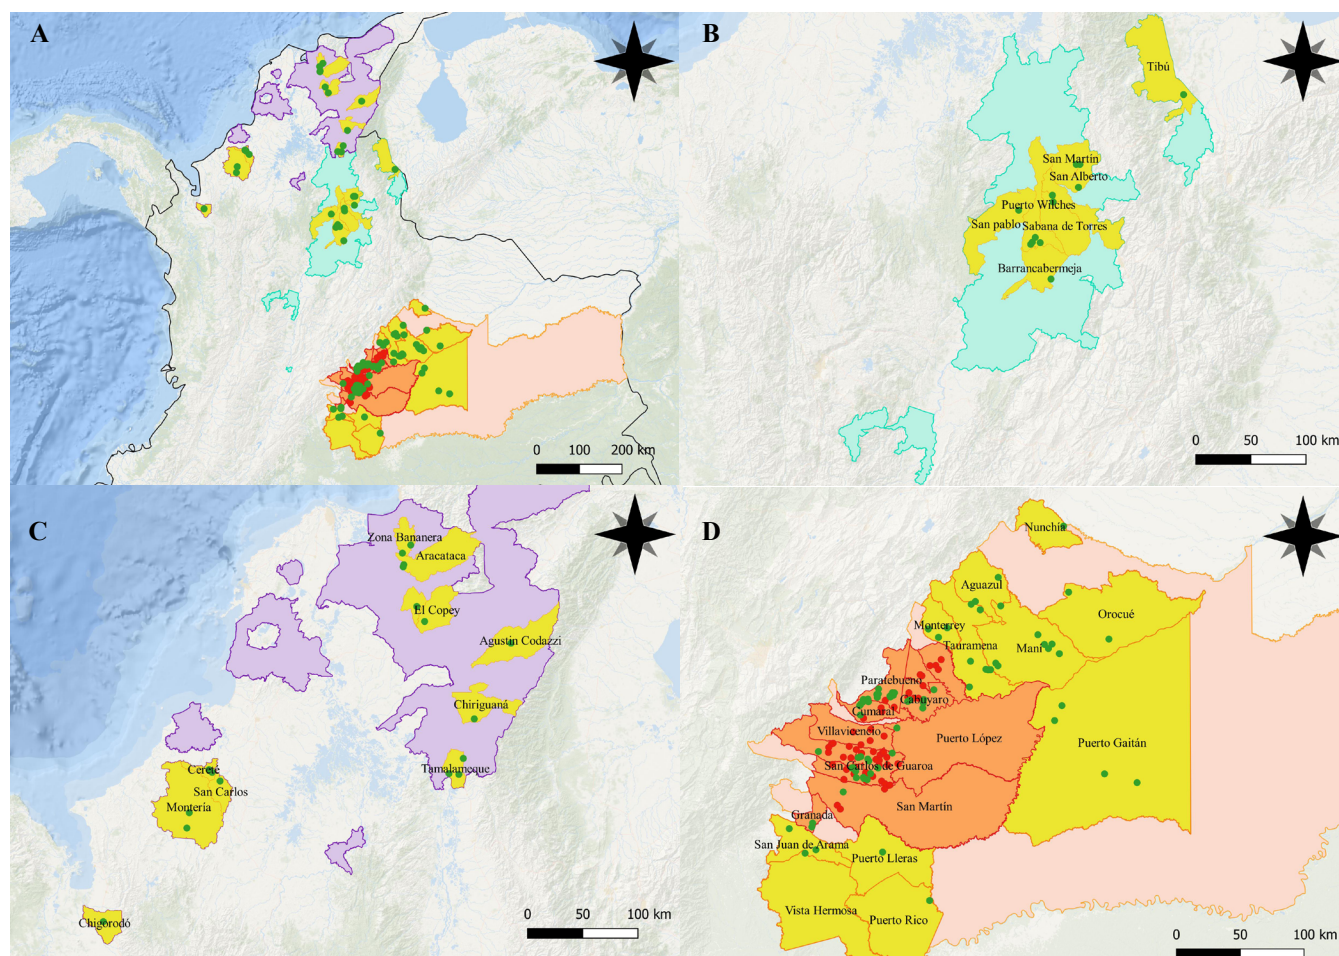 A
0 100 200 km
B
Tibú
San Martín
San Alberto
Puerto Wilches
San pablo
Sabana de Torres
Barrancabermeja
0 50 100 km
C
Zona Bananera
Aracataca
El Copey
Agustín Codazzi
Chiriguaná
Tamalameque
Cereté
San Carlos
Montería
Chigorodó
0 50 100 km
D
Nunchía
Aguazul
Orocué
Monterrey
Tauramena
Maní
Paratebueno
Cabuyaro
Cumaral
Villavicencio
Puerto López
Puerto Gaitán
San Carlos de Guaroa
San Martín
Granada
San Juan de Arama
Puerto Lleras
Vista Hermosa
Puerto Rico
0 50 100 km